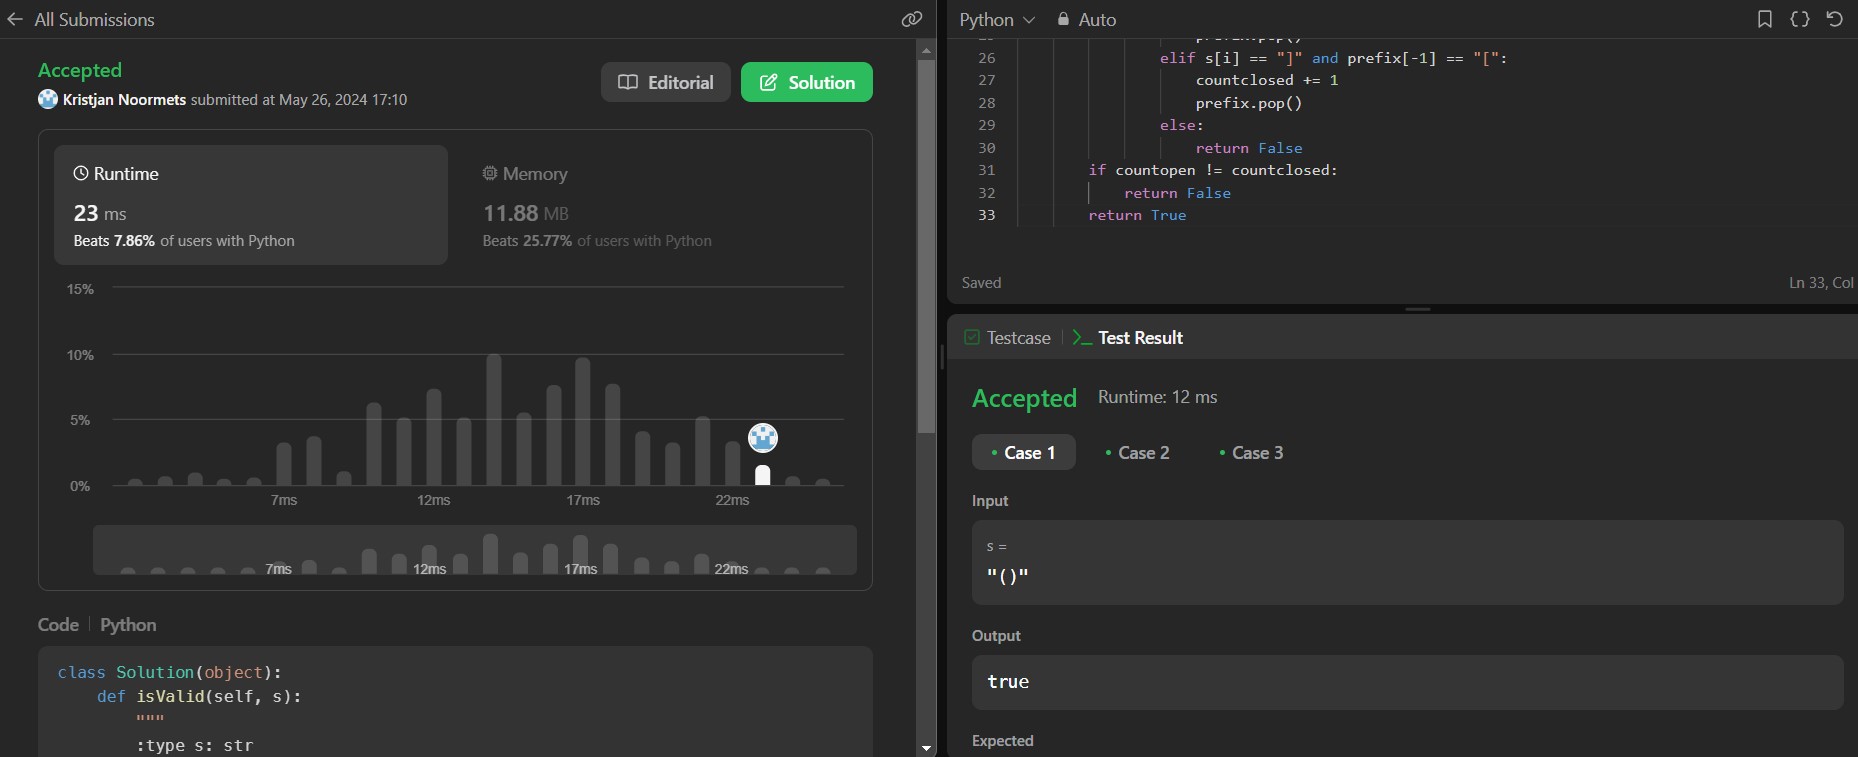 All Submissions
Accepted
Kristjan Noormets submitted at May 26, 2024 17:10
Editorial
Solution
Runtime
23 ms
Beats 7.86% of users with Python
Memory
11.88 MB
Beats 25.77% of users with Python
15%
10%
5%
0%
7ms 12ms 17ms 22ms
7ms 12ms 17ms 22ms
Code | Python
class Solution(object):
    def isValid(self, s):
        """
        :type s: str
Python Auto
26 elif s[i] == "]" and prefix[-1] == "[":
27 countclosed += 1
28 prefix.pop()
29 else:
30 return False
31 if countopen != countclosed:
32 return False
33 return True
Saved
Ln 33, Col
Testcase | >_ Test Result
Accepted Runtime: 12 ms
• Case 1 • Case 2 • Case 3
Input
s =
"()"
Output
true
Expected